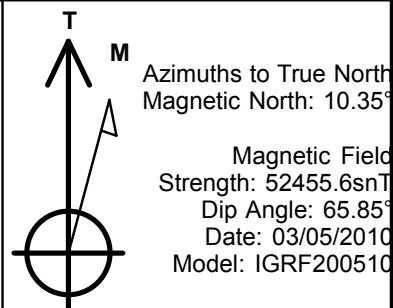 T
M
Azimuths to True North
Magnetic North: 10.35°
Magnetic Field
Strength: 52455.6snT
Dip Angle: 65.85°
Date: 03/05/2010
Model: IGRF200510